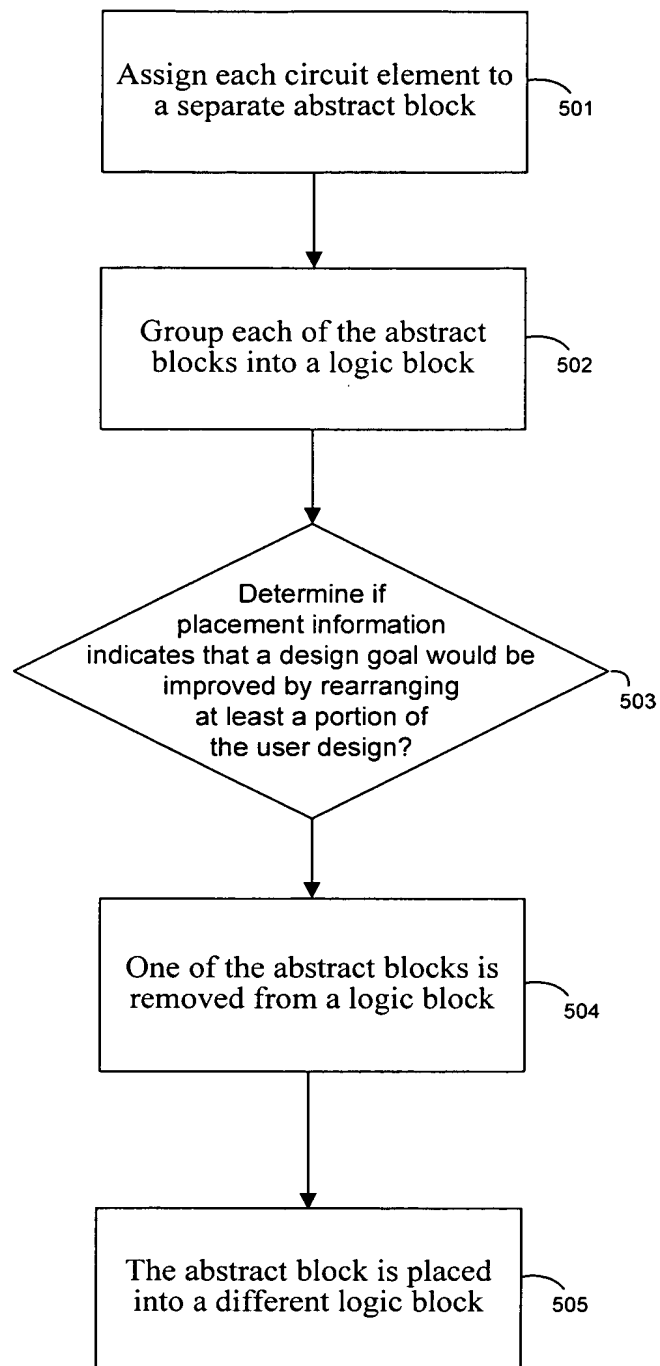 Assign each circuit element to
a separate abstract block
501
Group each of the abstract
blocks into a logic block
502
Determine if
placement information
indicates that a design goal would be
improved by rearranging
at least a portion of
the user design?
503
One of the abstract blocks is
removed from a logic block
504
The abstract block is placed
into a different logic block
505